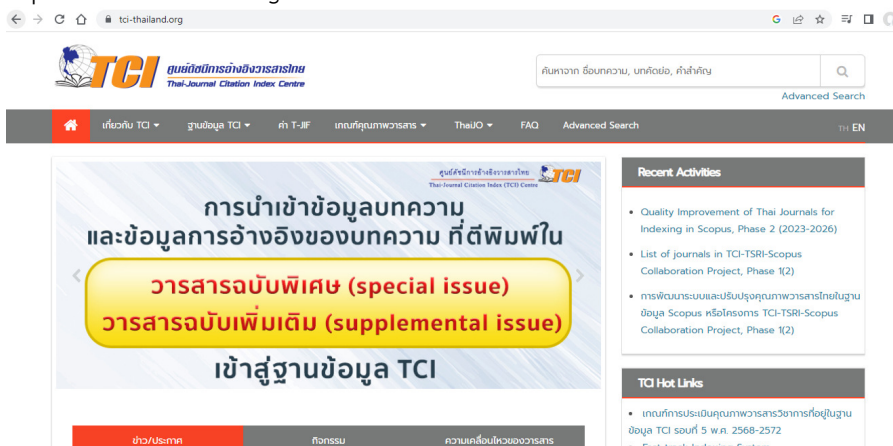 tci-thailand.org
TCI
ศูนย์ดัชนีการอ้างอิงวารสารไทย
Thai-Journal Citation Index Centre
ค้นหาจาก ชื่อบทความ, บทคัดย่อ, คำสำคัญ
Advanced Search
เกี่ยวกับ TCI
ฐานข้อมูล TCI
ค่า T-JIF
เกณฑ์คุณภาพวารสาร
ThaiJO
FAQ
Advanced Search
TH EN
ศูนย์ดัชนีการอ้างอิงวารสารไทย
Thai-Journal Citation Index (TCI) Centre
TCI
การนำเข้าข้อมูลบทความ
และข้อมูลการอ้างอิงของบทความ ที่ตีพิมพ์ใน
วารสารฉบับพิเศษ (special issue)
วารสารฉบับเพิ่มเติม (supplemental issue)
เข้าสู่ฐานข้อมูล TCI
ข่าว/ประกาศ
กิจกรรม
ความเคลื่อนไหวของวารสาร
Recent Activities
Quality Improvement of Thai Journals for
Indexing in Scopus, Phase 2 (2023-2026)
List of journals in TCI-TSRI-Scopus
Collaboration Project, Phase 1(2)
การพัฒนาระบบและปรับปรุงคุณภาพวารสารไทยในฐาน
ข้อมูล Scopus หรือโครงการ TCI-TSRI-Scopus
Collaboration Project, Phase 1(2)
TCI Hot Links
เกณฑ์การประเมินคุณภาพวารสารวิชาการที่อยู่ในฐาน
ข้อมูล TCI รอบที่ 5 พ.ศ. 2568-2572